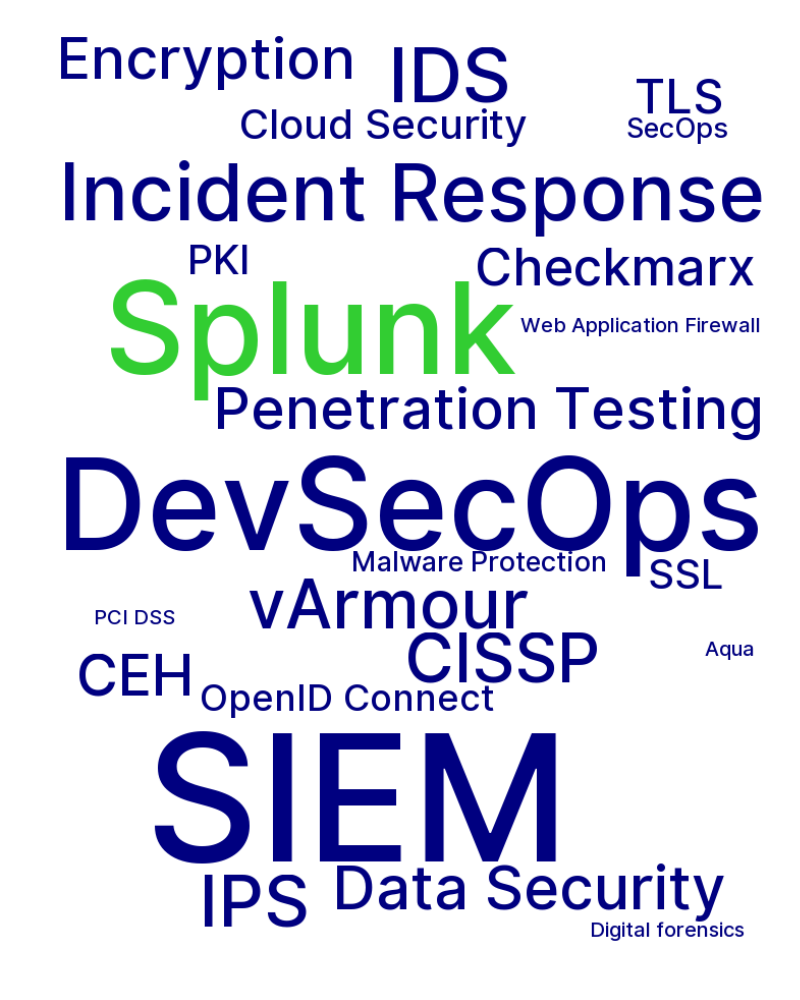 Encryption
IDS
TLS
Cloud Security
SecOps
Incident Response
PKI
Checkmarx
Splunk
Web Application Firewall
Penetration Testing
DevSecOps
Malware Protection
SSL
vArmour
PCI DSS
CISSP
Aqua
CEH
OpenID Connect
SIEM
IPS
Data Security
Digital forensics